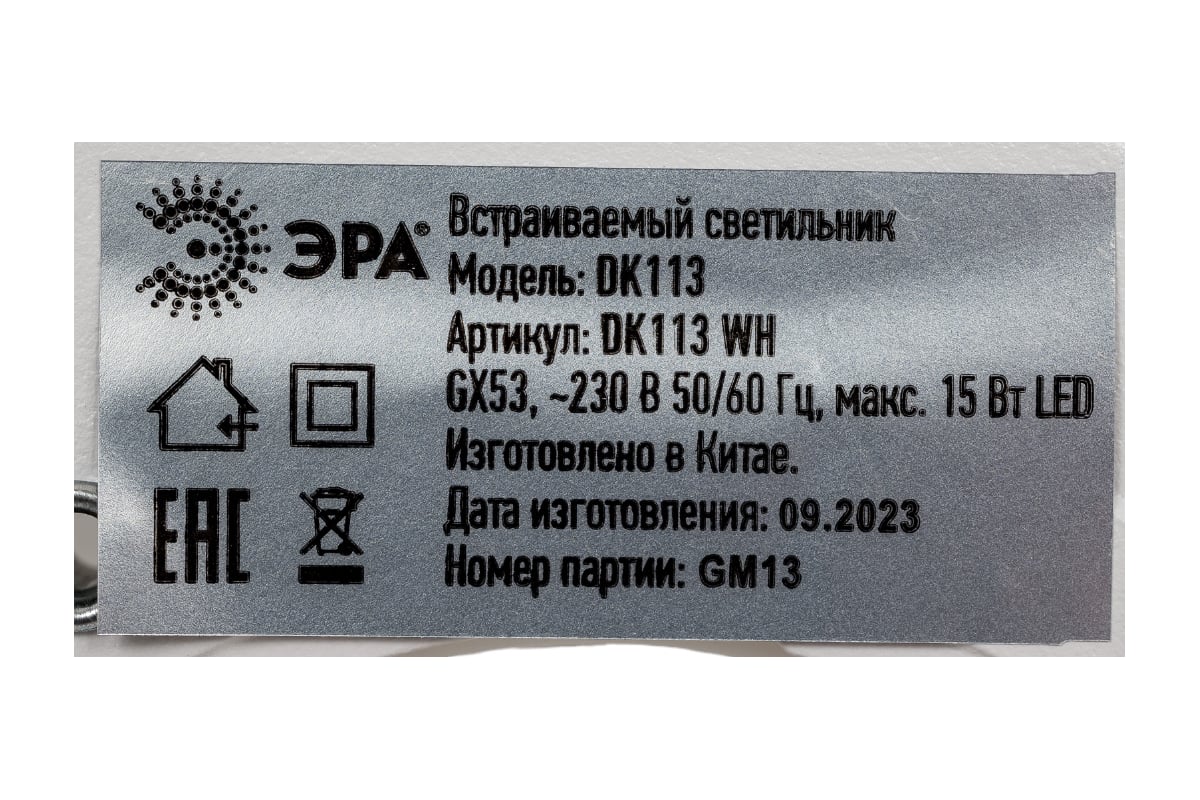 ЭРА®
Встраиваемый светильник
Модель: DK113
Артикул: DK113 WH
GX53, ~230 В 50/60 Гц, макс. 15 Вт LED
Изготовлено в Китае.
Дата изготовления: 09.2023
Номер партии: GM13
EAC